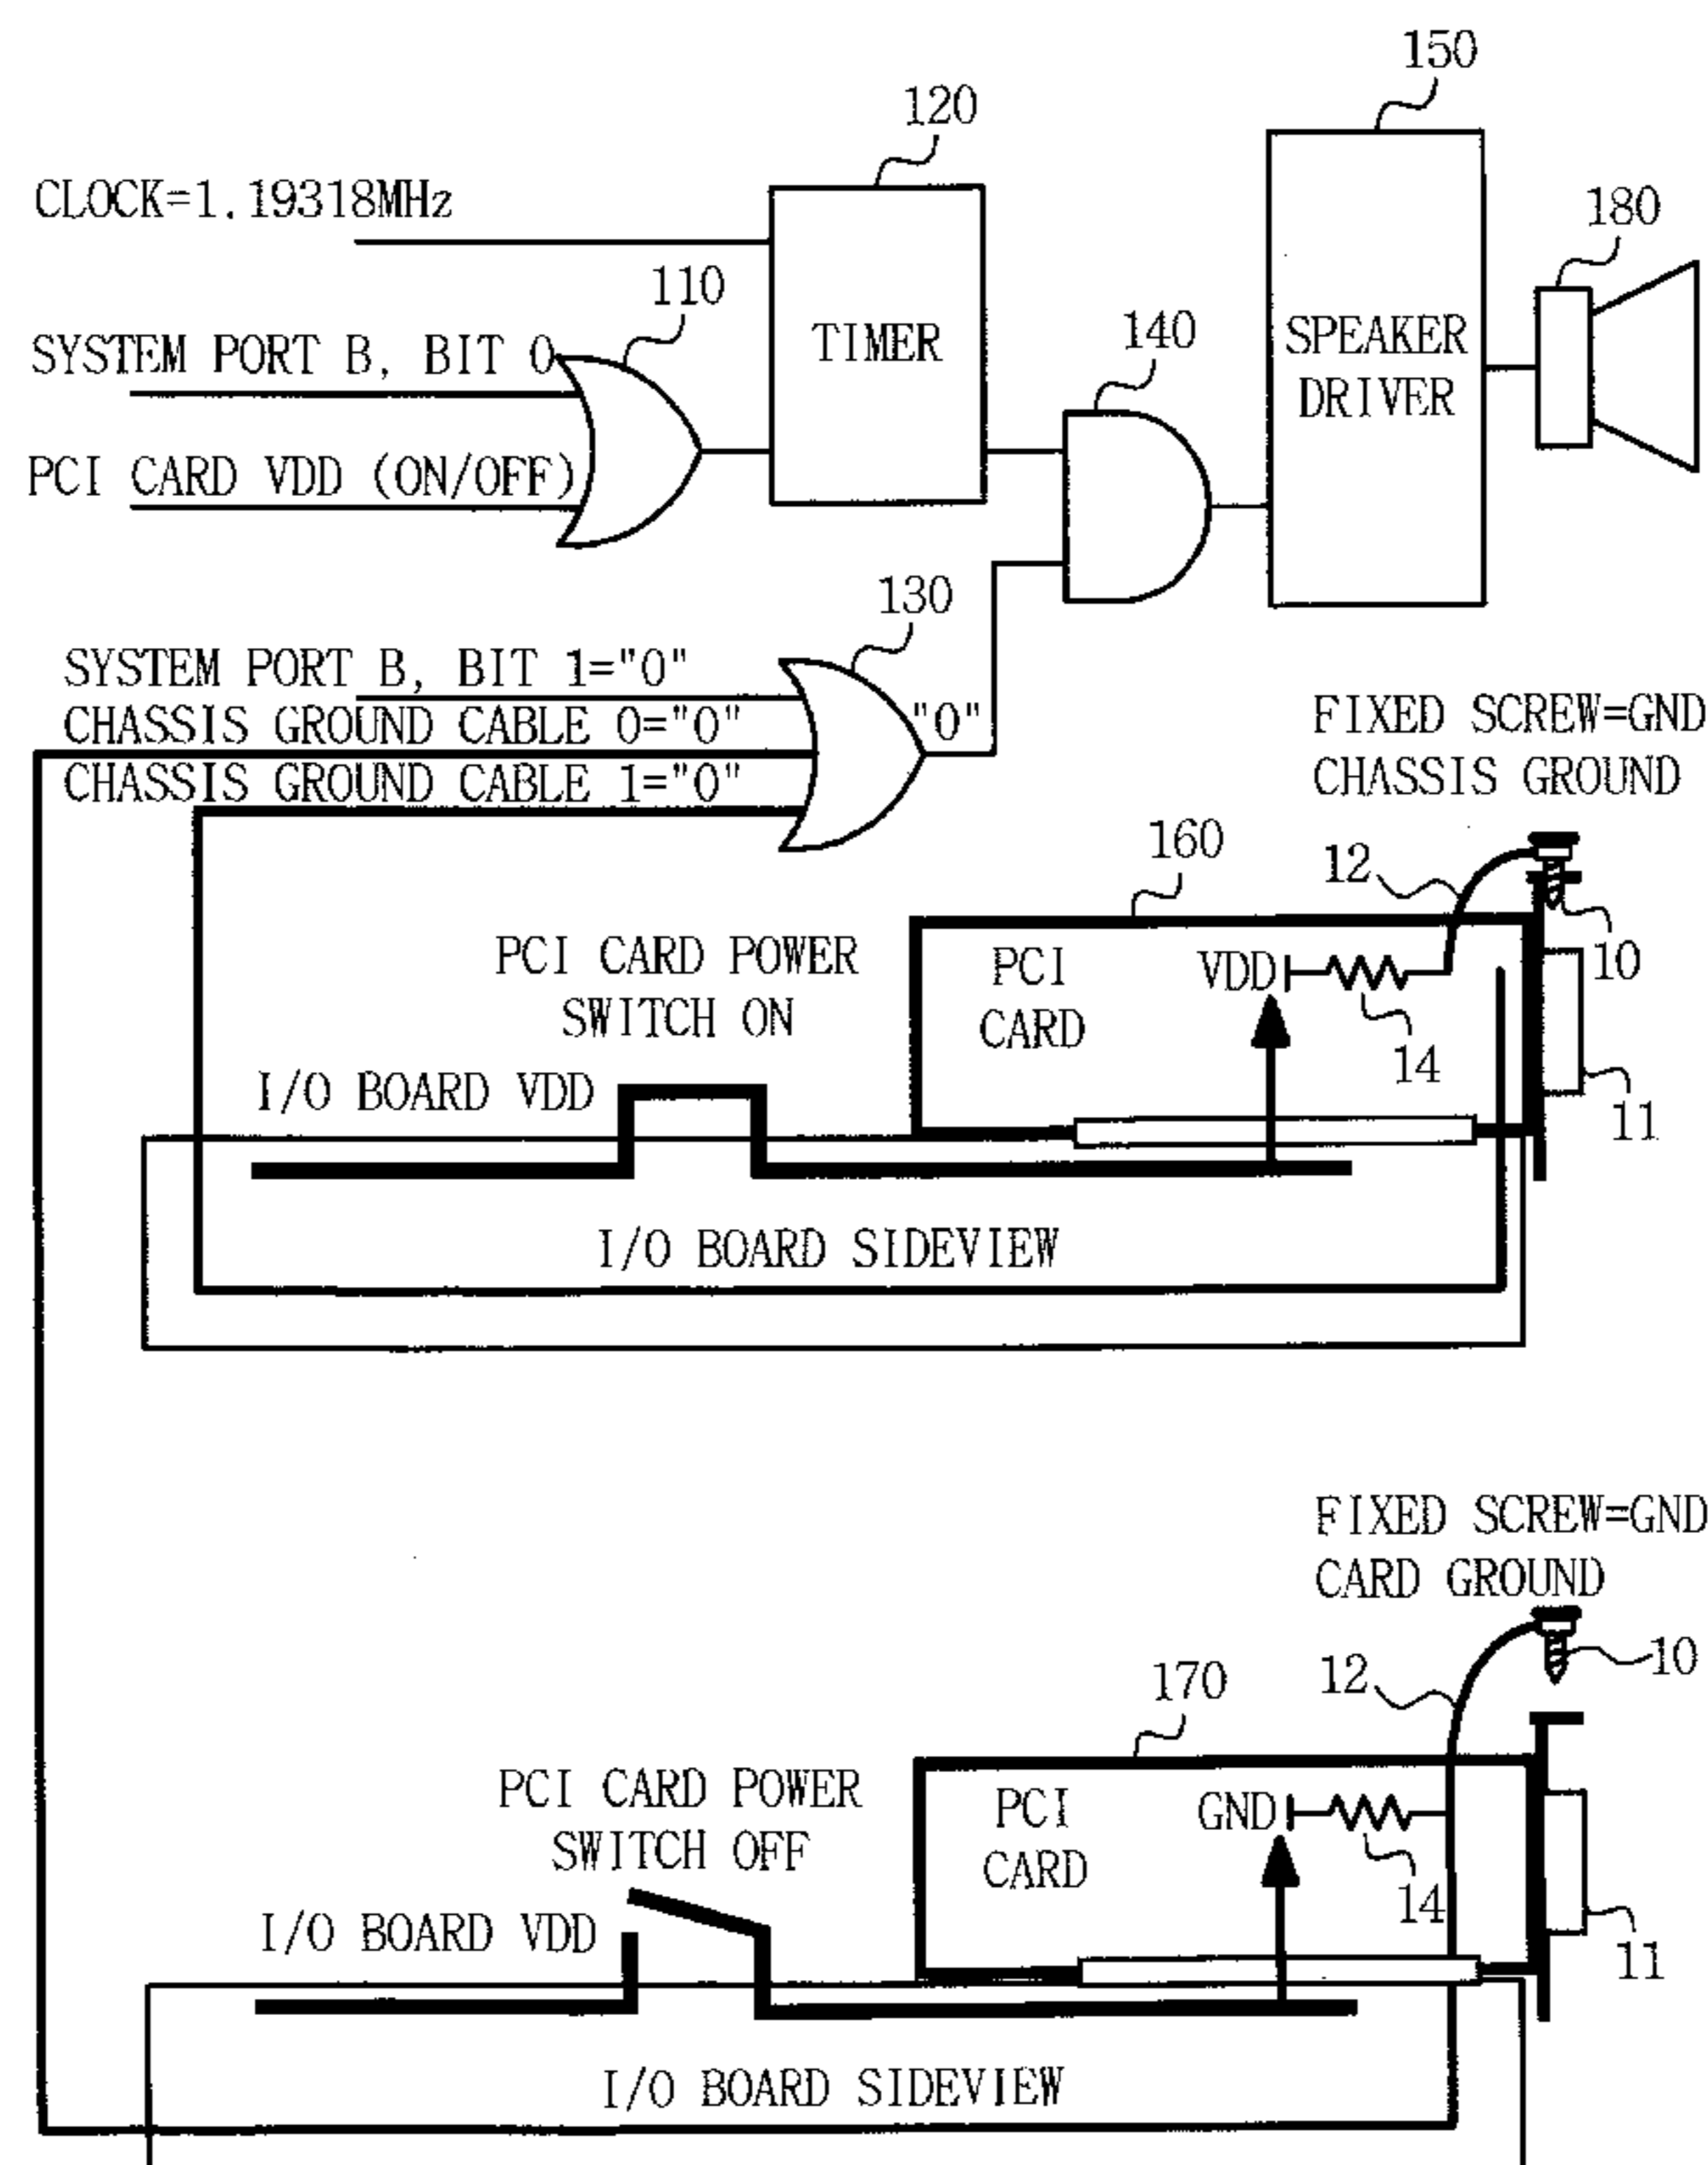 150
120
CLOCK=1.19318MHz
180
110
140
SYSTEM PORT B, BIT 0
TIMER
SPEAKER
DRIVER
PCI CARD VDD (ON/OFF)
130
SYSTEM PORT B, BIT 1="0"
CHASSIS GROUND CABLE 0="0"
"0"
CHASSIS GROUND CABLE 1="0"
FIXED SCREW=GND
CHASSIS GROUND
160
12
PCI CARD POWER
SWITCH ON
PCI
CARD
VDD
10
14
I/O BOARD VDD
11
I/O BOARD SIDEVIEW
FIXED SCREW=GND
CARD GROUND
170
12
10
PCI CARD POWER
SWITCH OFF
PCI
CARD
GND
14
I/O BOARD VDD
11
I/O BOARD SIDEVIEW